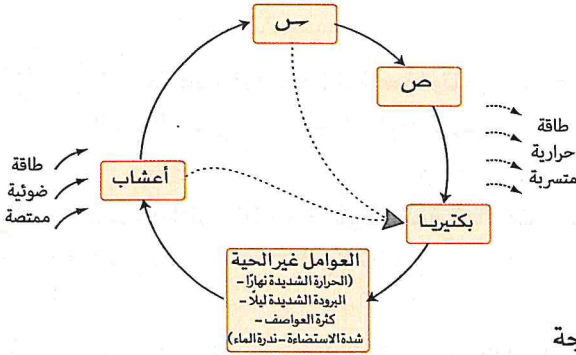 س
ص
طاقة
حرارية
متسربة
طاقة
ضوئية
ممتصة
أعشاب
بكتيريا
العوامل غير الحية
(الحرارة الشديدة نهارًا -
البرودة الشديدة ليلًا -
كثرة العواصف -
شدة الاستضاءة - ندرة الماء)